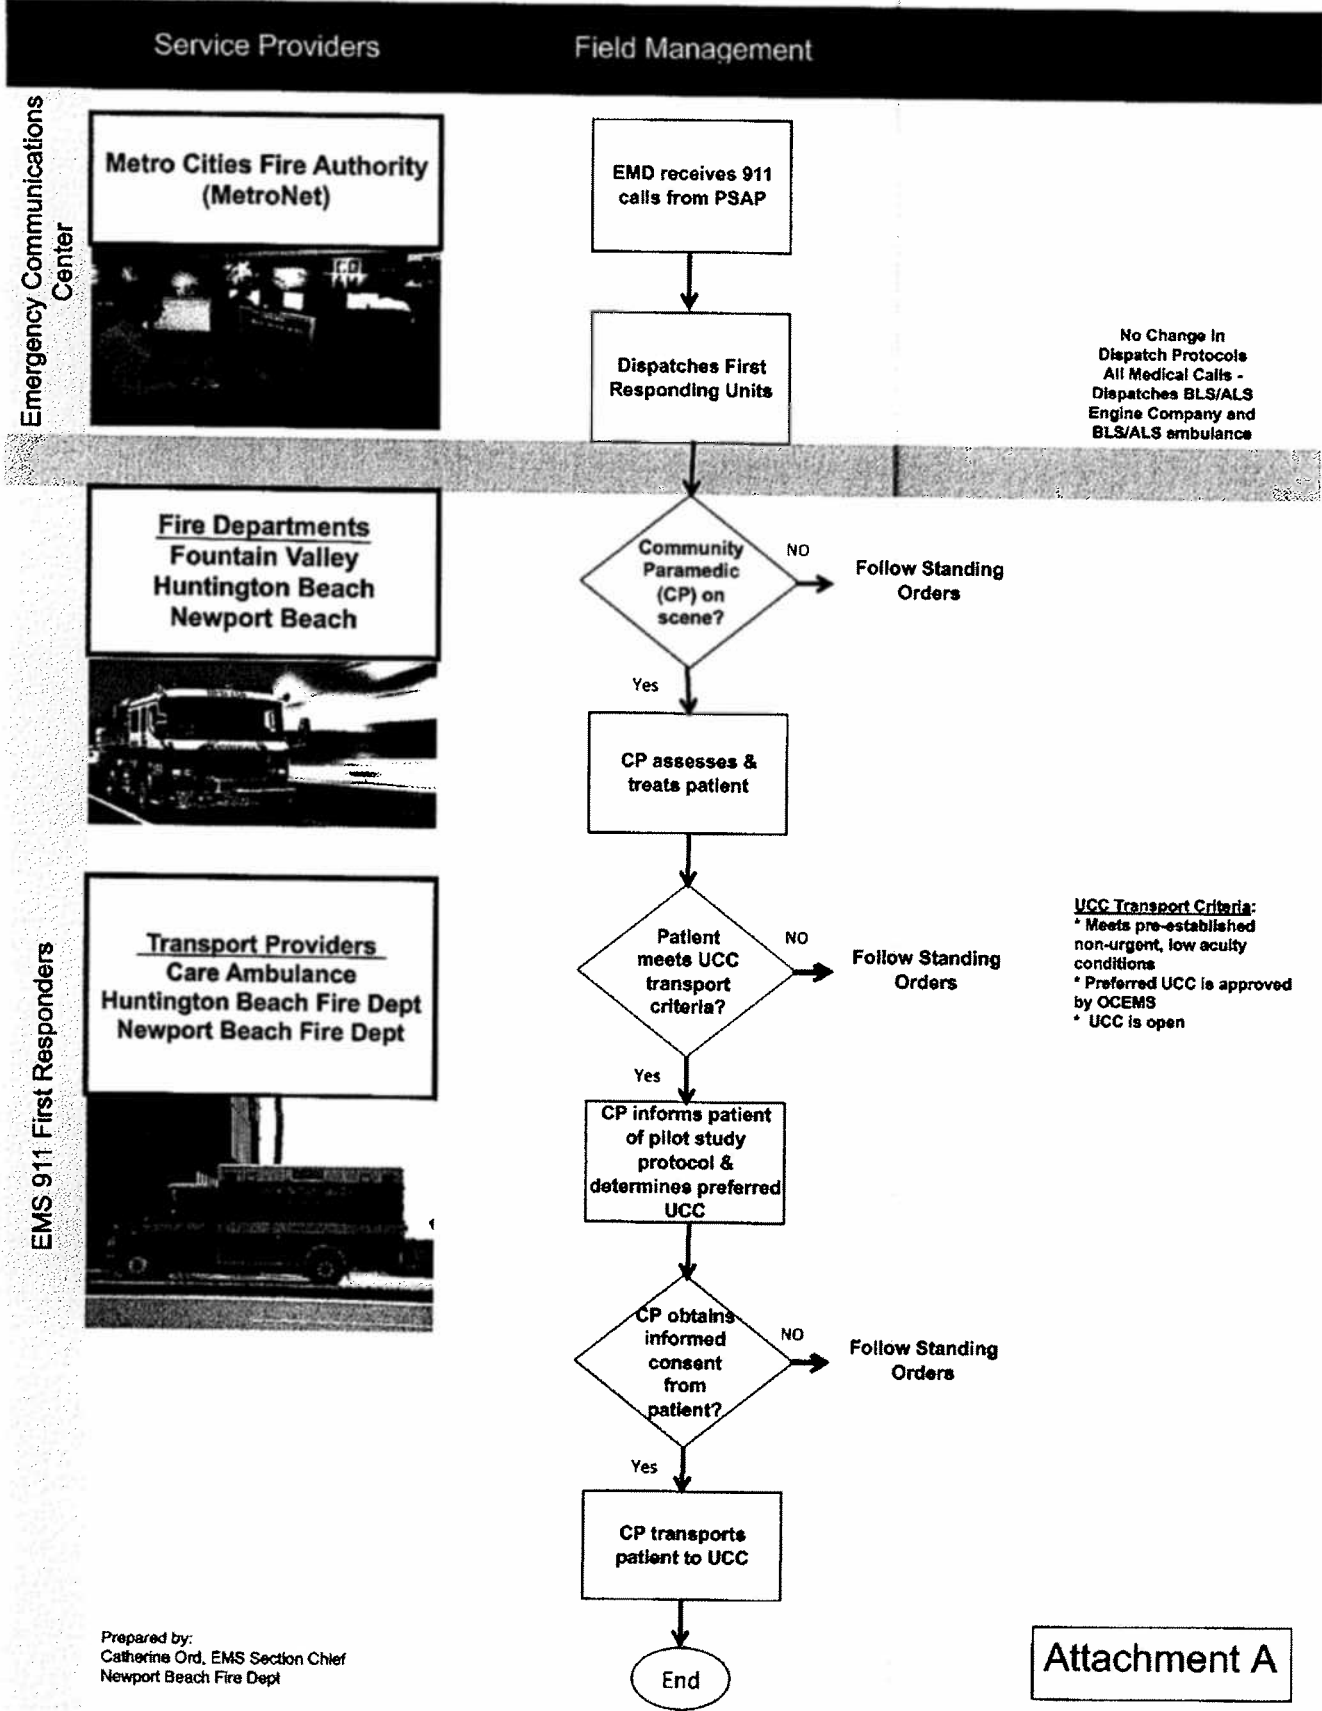 Service Providers
Field Management
Emergency Communications
Center
Metro Cities Fire Authority
(MetroNet)
EMD receives 911
calls from PSAP
Dispatches First
Responding Units
No Change In
Dispatch Protocols
All Medical Calls -
Dispatches BLS/ALS
Engine Company and
BLS/ALS ambulance
EMS 911 First Responders
Fire Departments
Fountain Valley
Huntington Beach
Newport Beach
Community
Paramedic
(CP) on
scene?
NO
Follow Standing
Orders
Yes
CP assesses &
treats patient
Transport Providers
Care Ambulance
Huntington Beach Fire Dept
Newport Beach Fire Dept
Patient
meets UCC
transport
criteria?
NO
Follow Standing
Orders
UCC Transport Criteria:
* Meets pre-established
non-urgent, low acuity
conditions
* Preferred UCC is approved
by OCEMS
* UCC is open
Yes
CP informs patient
of pilot study
protocol &
determines preferred
UCC
CP obtains
informed
consent
from
patient?
NO
Follow Standing
Orders
Yes
CP transports
patient to UCC
End
Prepared by:
Catherine Ord, EMS Section Chief
Newport Beach Fire Dept
Attachment A